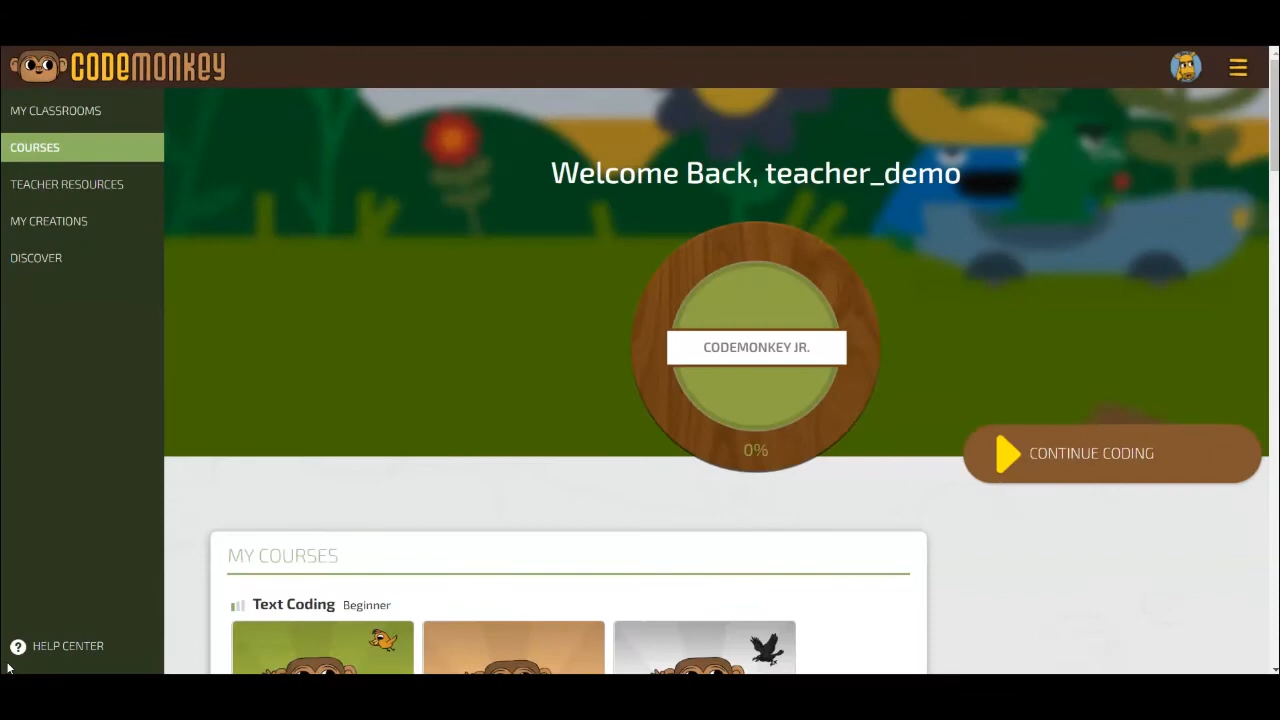 CODEMONKEY
MY CLASSROOMS
COURSES
TEACHER RESOURCES
MY CREATIONS
DISCOVER
HELP CENTER
Welcome Back, teacher_demo
CODEMONKEY JR.
0%
CONTINUE CODING
MY COURSES
Text Coding Beginner